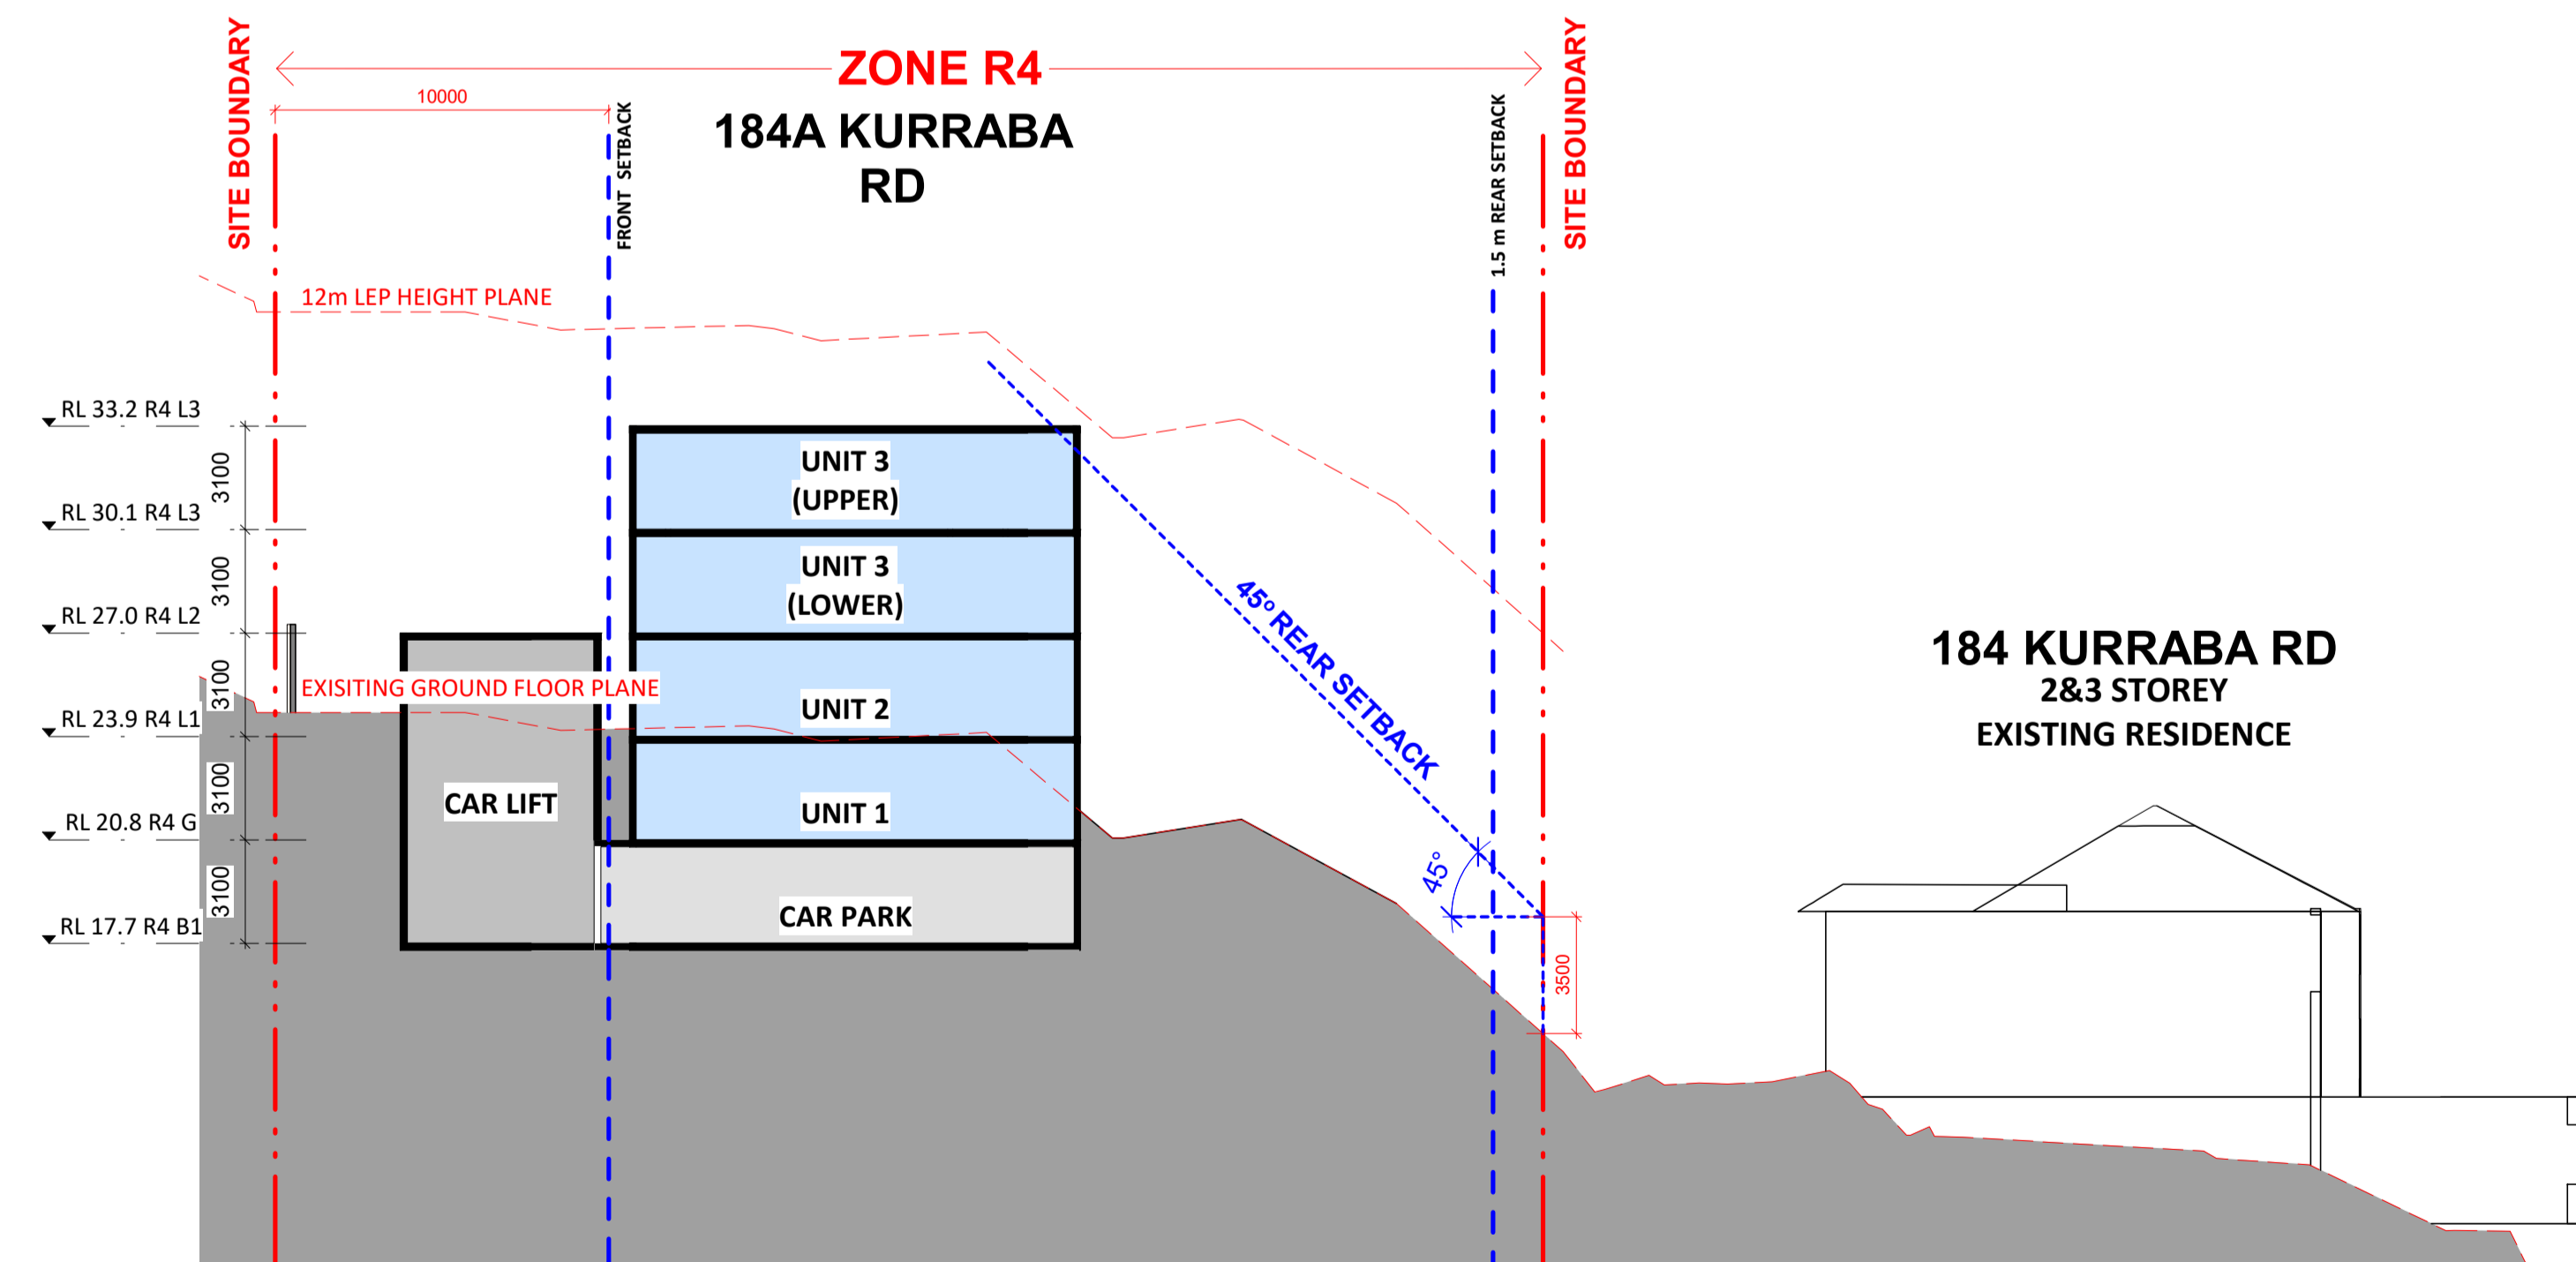 SITE BOUNDARY
ZONE R4
SITE BOUNDARY
10000
FRONT SETBACK
184A KURRABA
RD
1.5 m REAR SETBACK
12m LEP HEIGHT PLANE
RL 33.2 R4 L3
3100
UNIT 3
(UPPER)
RL 30.1 R4 L3
3100
UNIT 3
(LOWER)
45º REAR SETBACK
RL 27.0 R4 L2
184 KURRABA RD
2&3 STOREY
EXISTING RESIDENCE
3100
EXISITING GROUND FLOOR PLANE
RL 23.9 R4 L1
UNIT 2
3100
CAR LIFT
UNIT 1
RL 20.8 R4 G
45°
3100
CAR PARK
RL 17.7 R4 B1
3500